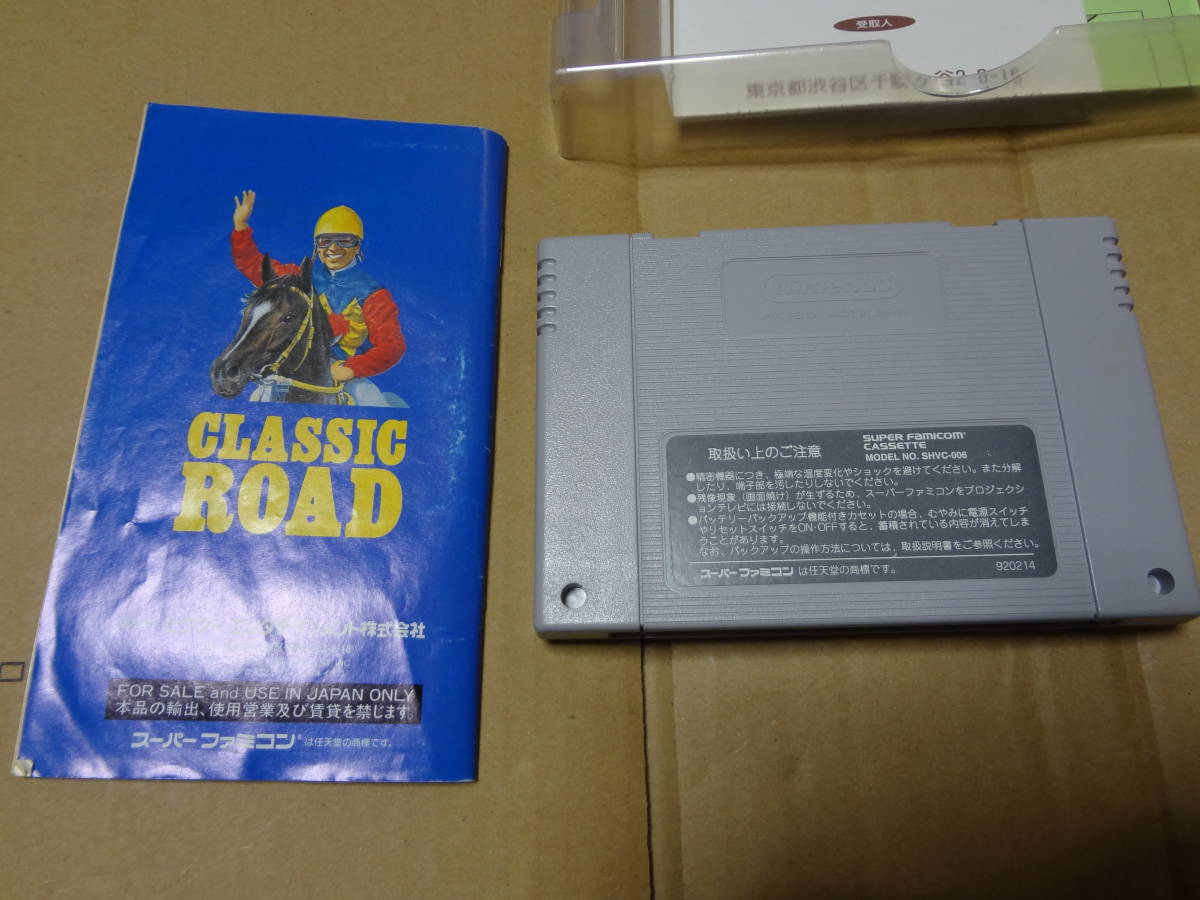 受取人
東京都渋谷区千駄ケ谷
CLASSIC
ROAD
株式会社
FOR SALE and USE IN JAPAN ONLY
本品の輸出、使用営業及び賃貸を禁じます。
スーパーファミコン® は任天堂の商標です。
Nintendo
MADE IN JAPAN
取扱い上のご注意
SUPER FAMICOM®
CASSETTE
MODEL NO. SHVC-006
●精密機器につき、極端な温度変化やショックを避けてください。また分解
したり、端子部を汚したりしないでください。
●残像現象（画面焼け）が生ずるため、スーパーファミコンをプロジェクシ
ョンテレビには接続しないでください。
●バッテリーバックアップ機能付きカセットの場合、むやみに電源スイッチ
やリセットスイッチをON・OFFすると、蓄積されている内容が消えてしま
うことがあります。
なお、バックアップの操作方法については、取扱説明書をご参照ください。
スーパーファミコン は任天堂の商標です。
920214